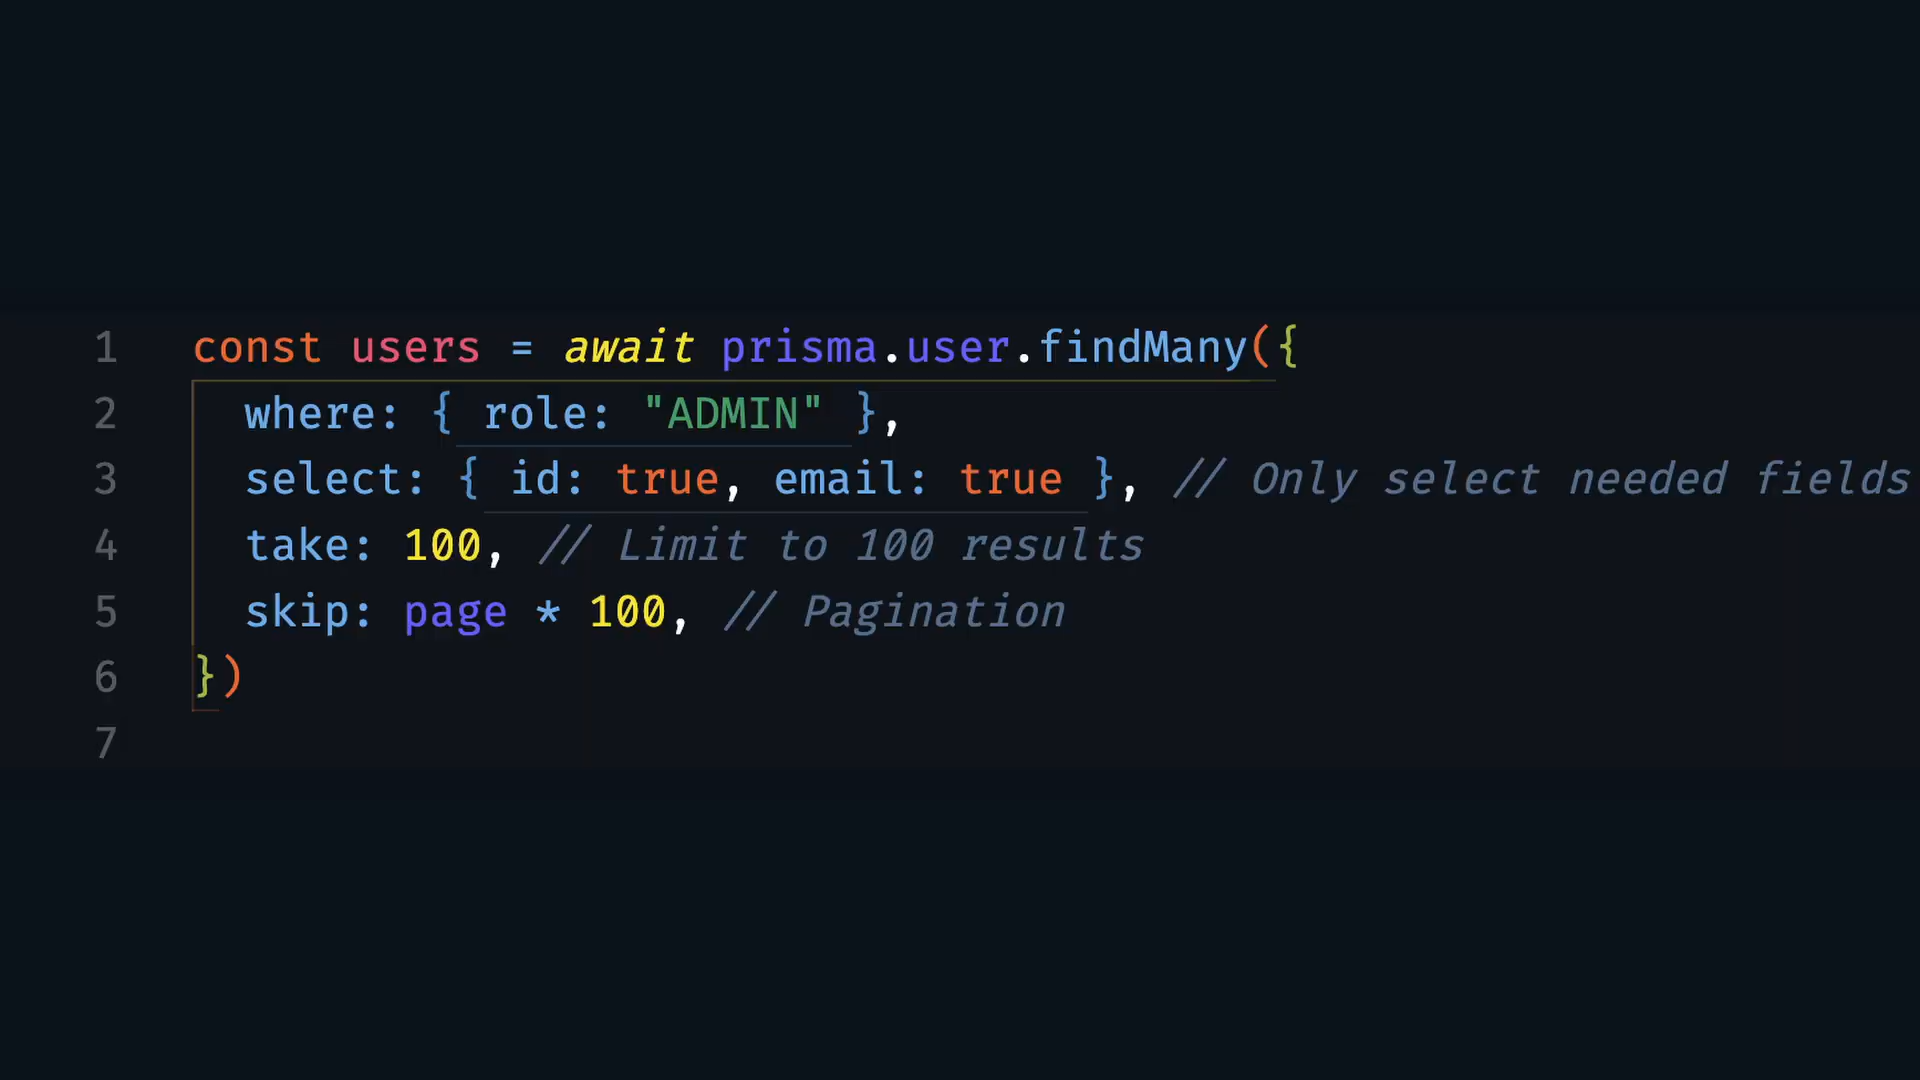 1 const users = await prisma.user.findMany({
2 where: { role: "ADMIN" },
3 select: { id: true, email: true }, // Only select needed fields
4 take: 100, // Limit to 100 results
5 skip: page * 100, // Pagination
6 })
7